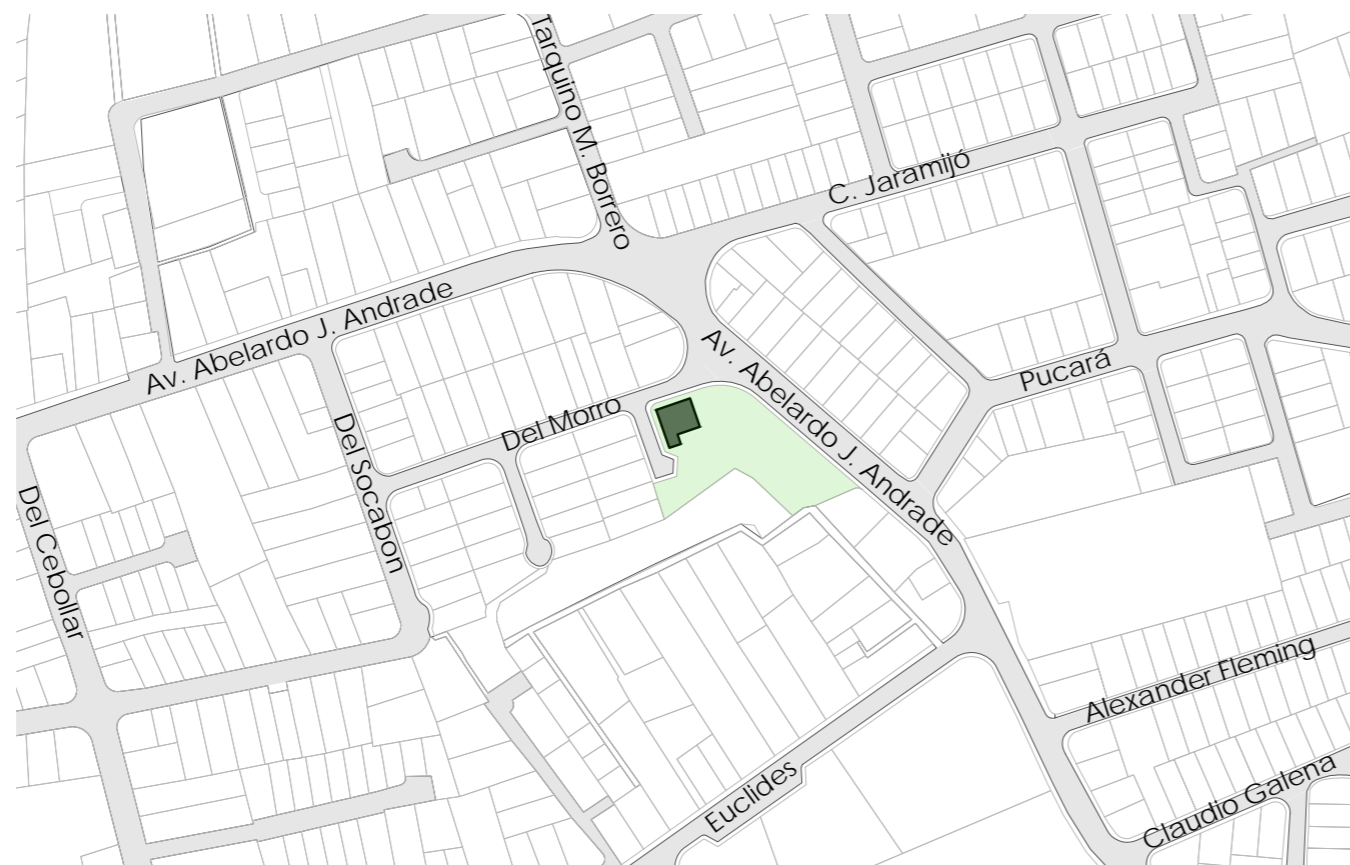 Tarquino M. Borrero
C. Jaramijó
Av. Abelardo J. Andrade
Av. Abelardo J. Andrade
Pucará
Del Morro
Del Socabon
Del Cebollar
Alexander Fleming
Euclides
Claudio Galena